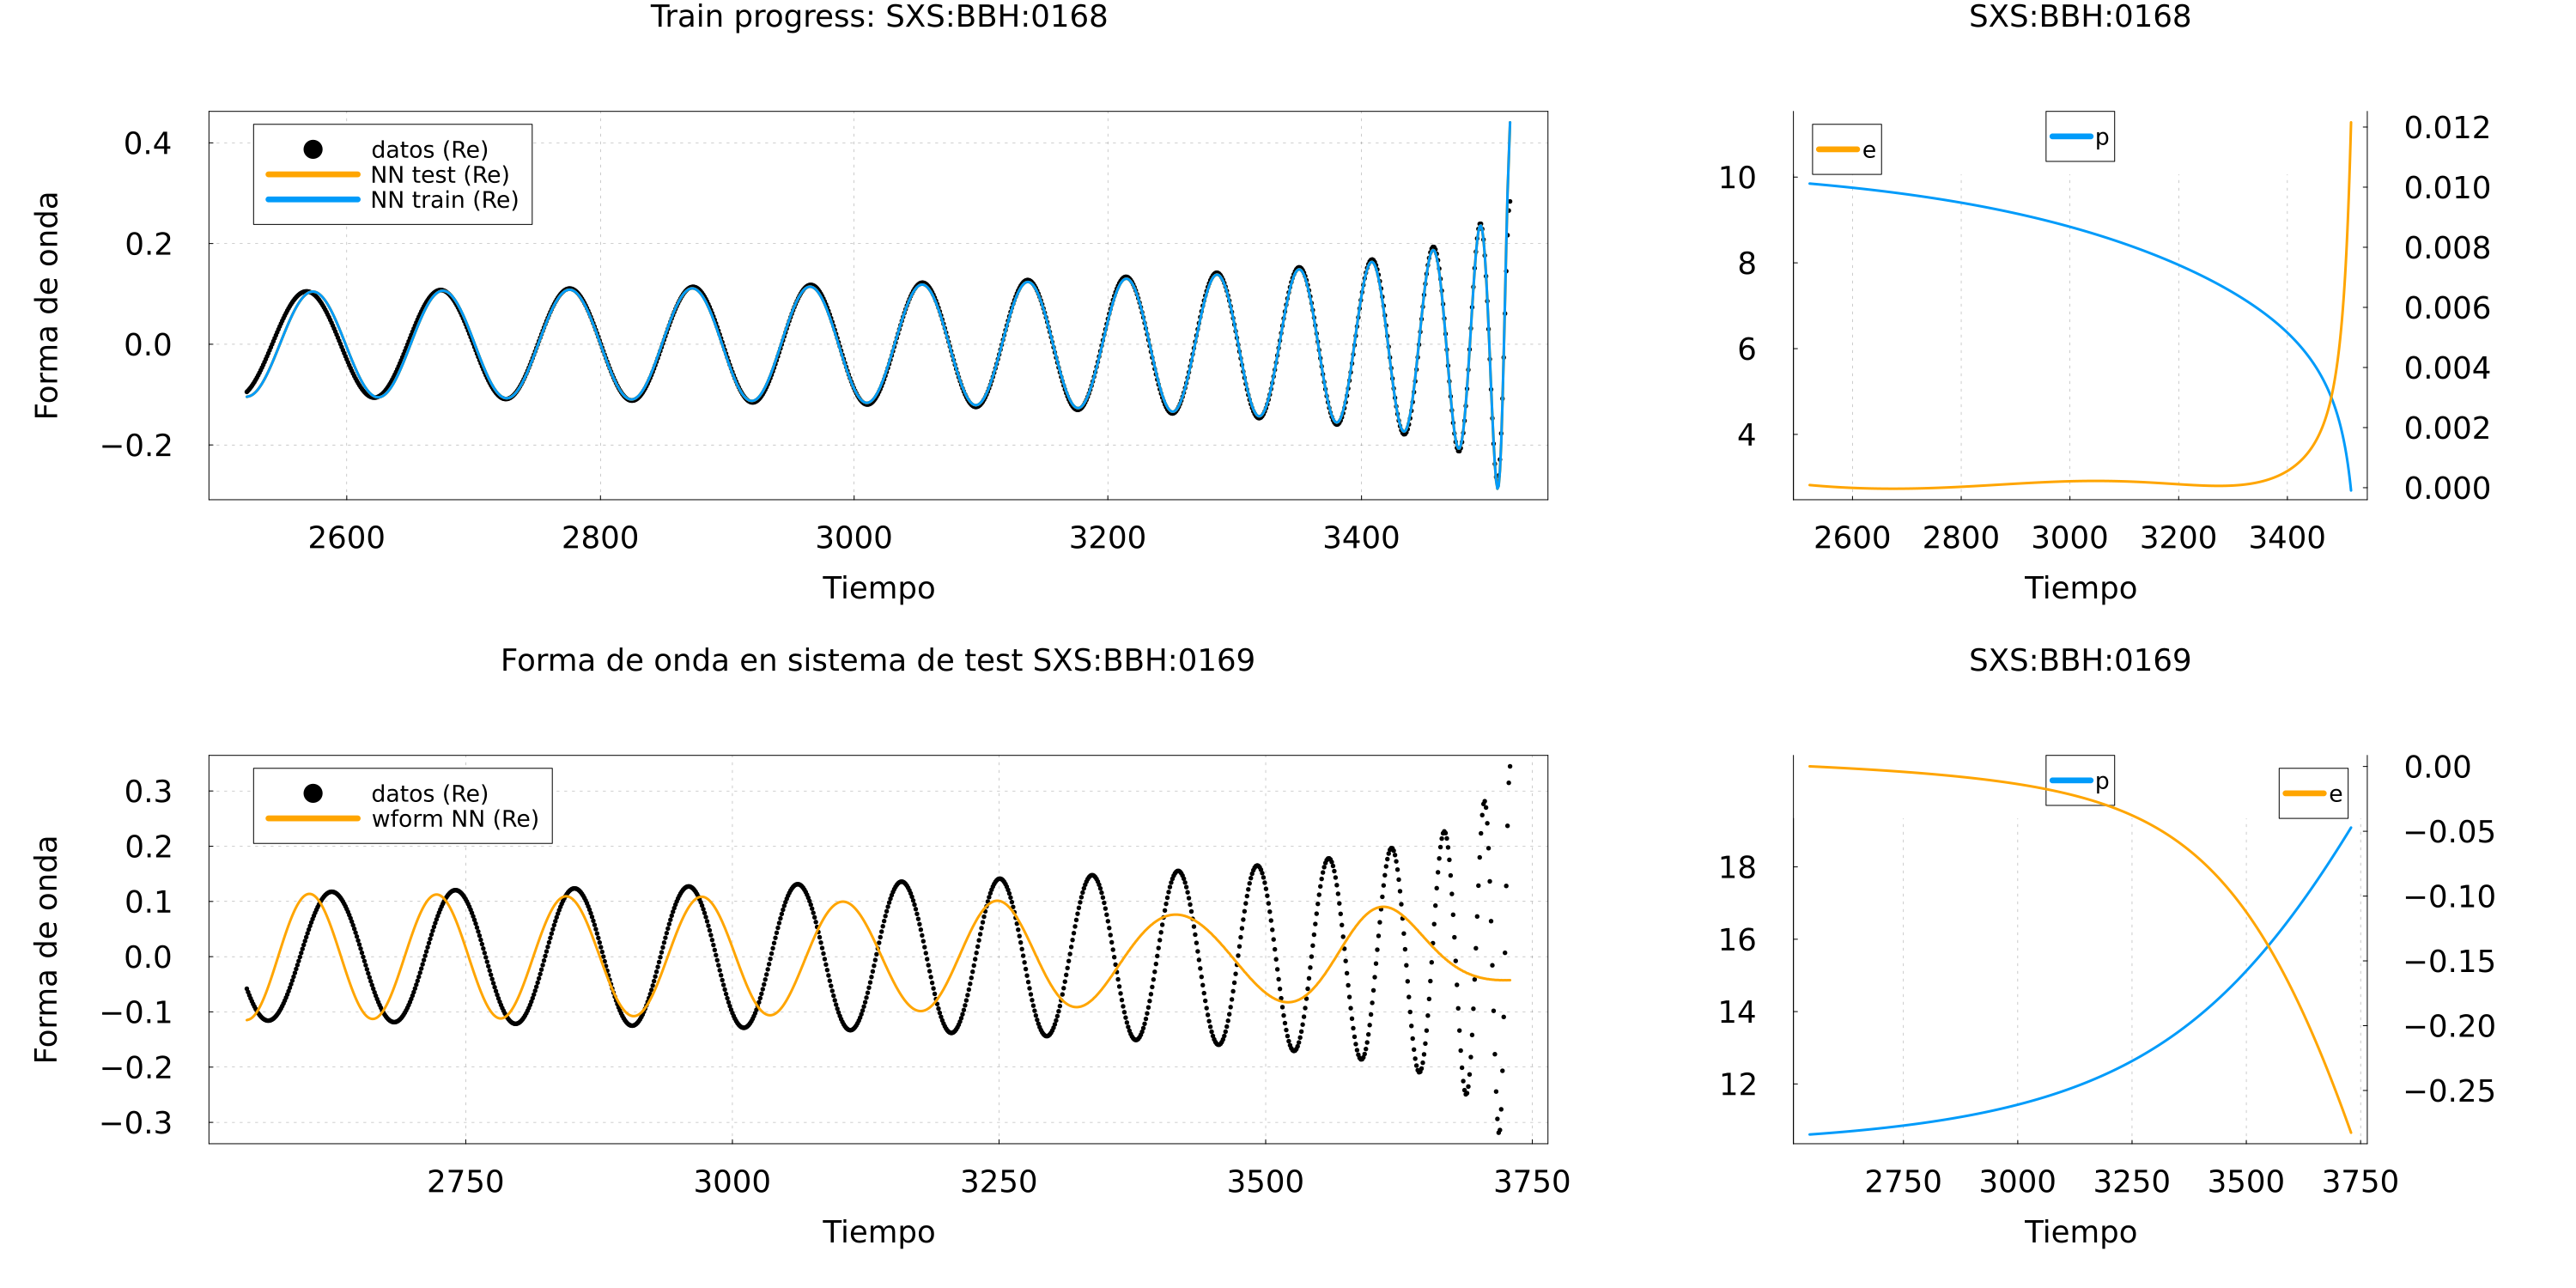 Train progress: SXS:BBH:0168
Forma de onda
0.4
0.2
0.0
−0.2
datos (Re)
NN test (Re)
NN train (Re)
2600 2800 3000 3200 3400
Tiempo
SXS:BBH:0168
10
8
6
4
e
p
0.012
0.010
0.008
0.006
0.004
0.002
0.000
2600 2800 3000 3200 3400
Tiempo
Forma de onda en sistema de test SXS:BBH:0169
Forma de onda
0.3
0.2
0.1
0.0
−0.1
−0.2
−0.3
datos (Re)
wform NN (Re)
2750 3000 3250 3500 3750
Tiempo
SXS:BBH:0169
18
16
14
12
p
e
0.00
−0.05
−0.10
−0.15
−0.20
−0.25
2750 3000 3250 3500 3750
Tiempo